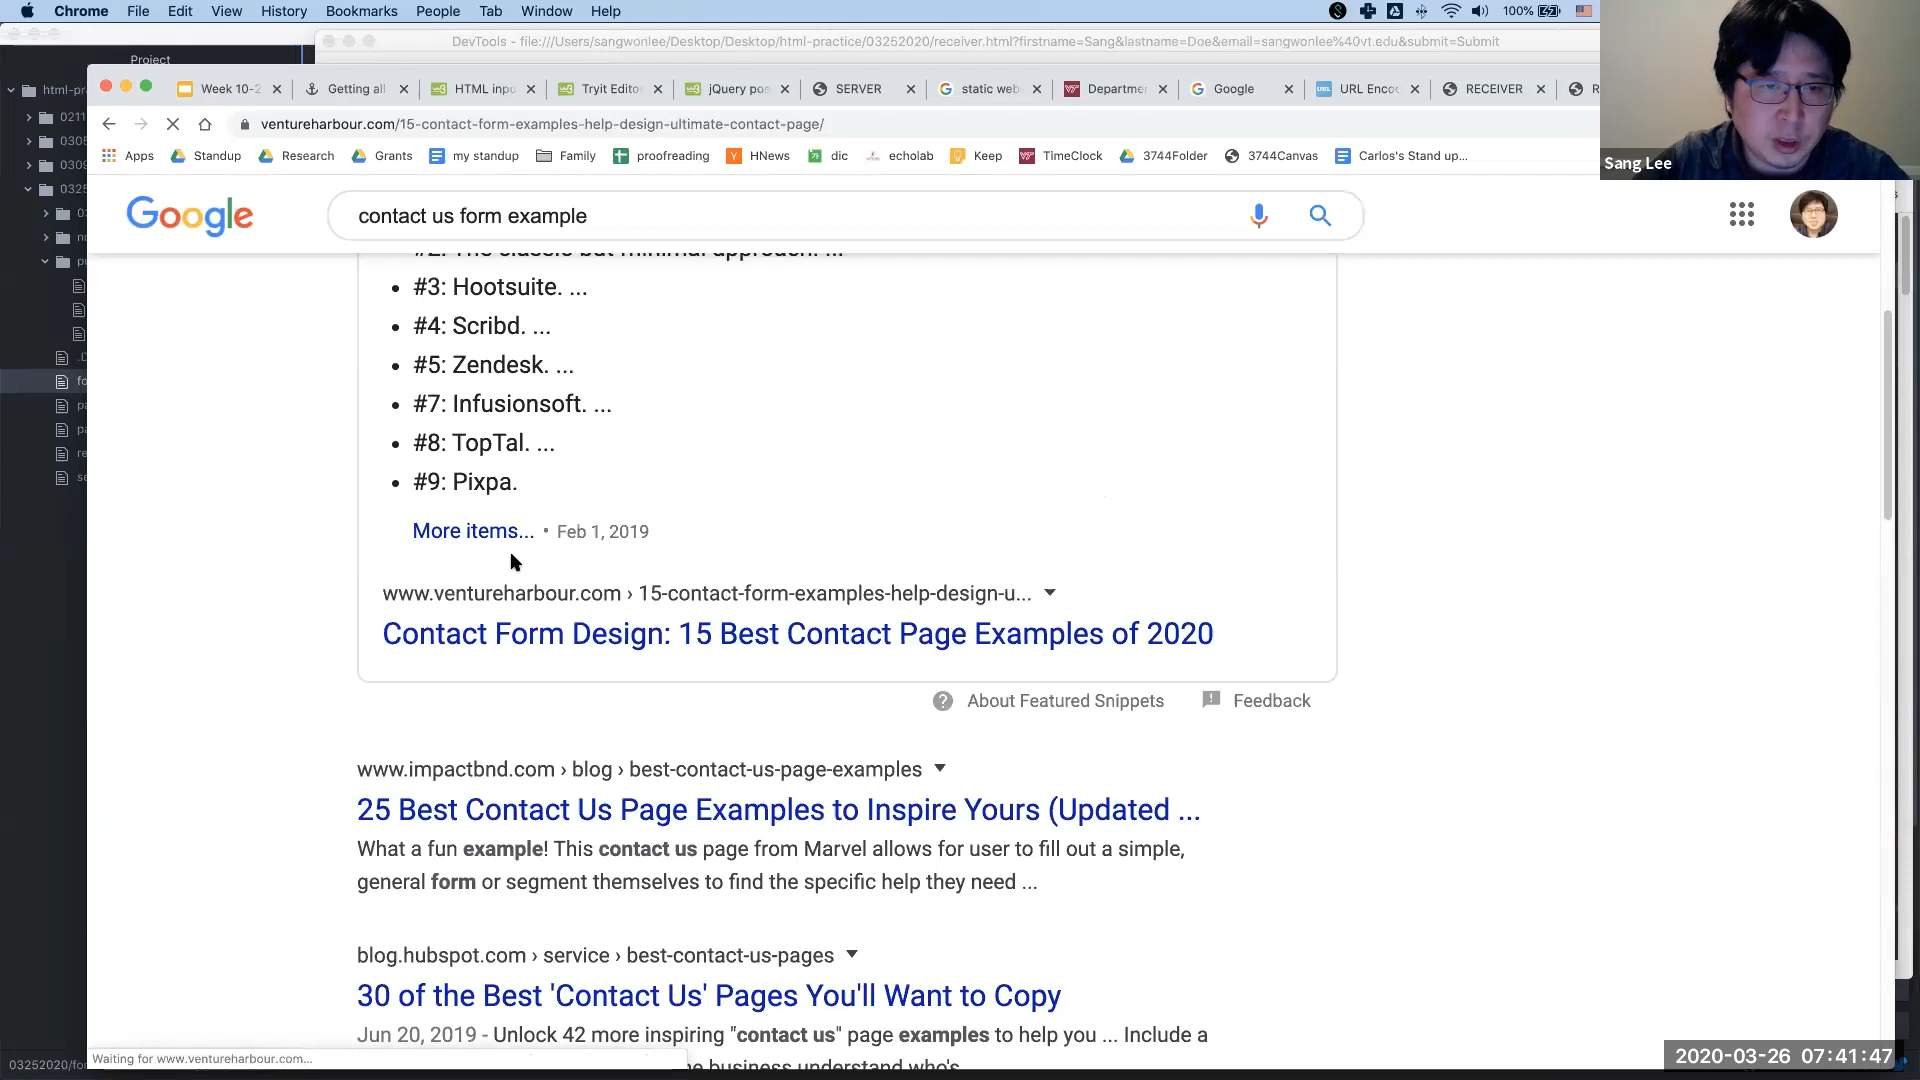 Chrome File Edit View History Bookmarks People Tab Window Help 100%
DevTools - file:///Users/sangwonlee/Desktop/Desktop/html-practice/03252020/receiver.html?firstname=Sang&lastname=Doe&email=sangwonlee%40vt.edu&submit=Submit
Project
Week 10-2 Getting all HTML inpu Tryit Edito jQuery pos SERVER static web Departme Google URL Enco RECEIVER
ventureharbour.com/15-contact-form-examples-help-design-ultimate-contact-page/
Apps Standup Research Grants my standup Family proofreading HNews dic echolab Keep TimeClock 3744Folder 3744Canvas Carlos's Stand up...
Sang Lee
Google contact us form example
#3: Hootsuite. ...
#4: Scribd. ...
#5: Zendesk. ...
#7: Infusionsoft. ...
#8: TopTal. ...
#9: Pixpa.
More items... • Feb 1, 2019
www.ventureharbour.com › 15-contact-form-examples-help-design-u...
Contact Form Design: 15 Best Contact Page Examples of 2020
About Featured Snippets Feedback
www.impactbnd.com › blog › best-contact-us-page-examples
25 Best Contact Us Page Examples to Inspire Yours (Updated ...
What a fun example! This contact us page from Marvel allows for user to fill out a simple,
general form or segment themselves to find the specific help they need ...
blog.hubspot.com › service › best-contact-us-pages
30 of the Best 'Contact Us' Pages You'll Want to Copy
Jun 20, 2019 - Unlock 42 more inspiring "contact us" page examples to help you ... Include a
Waiting for www.ventureharbour.com...
03252020/for
2020-03-26 07:41:47